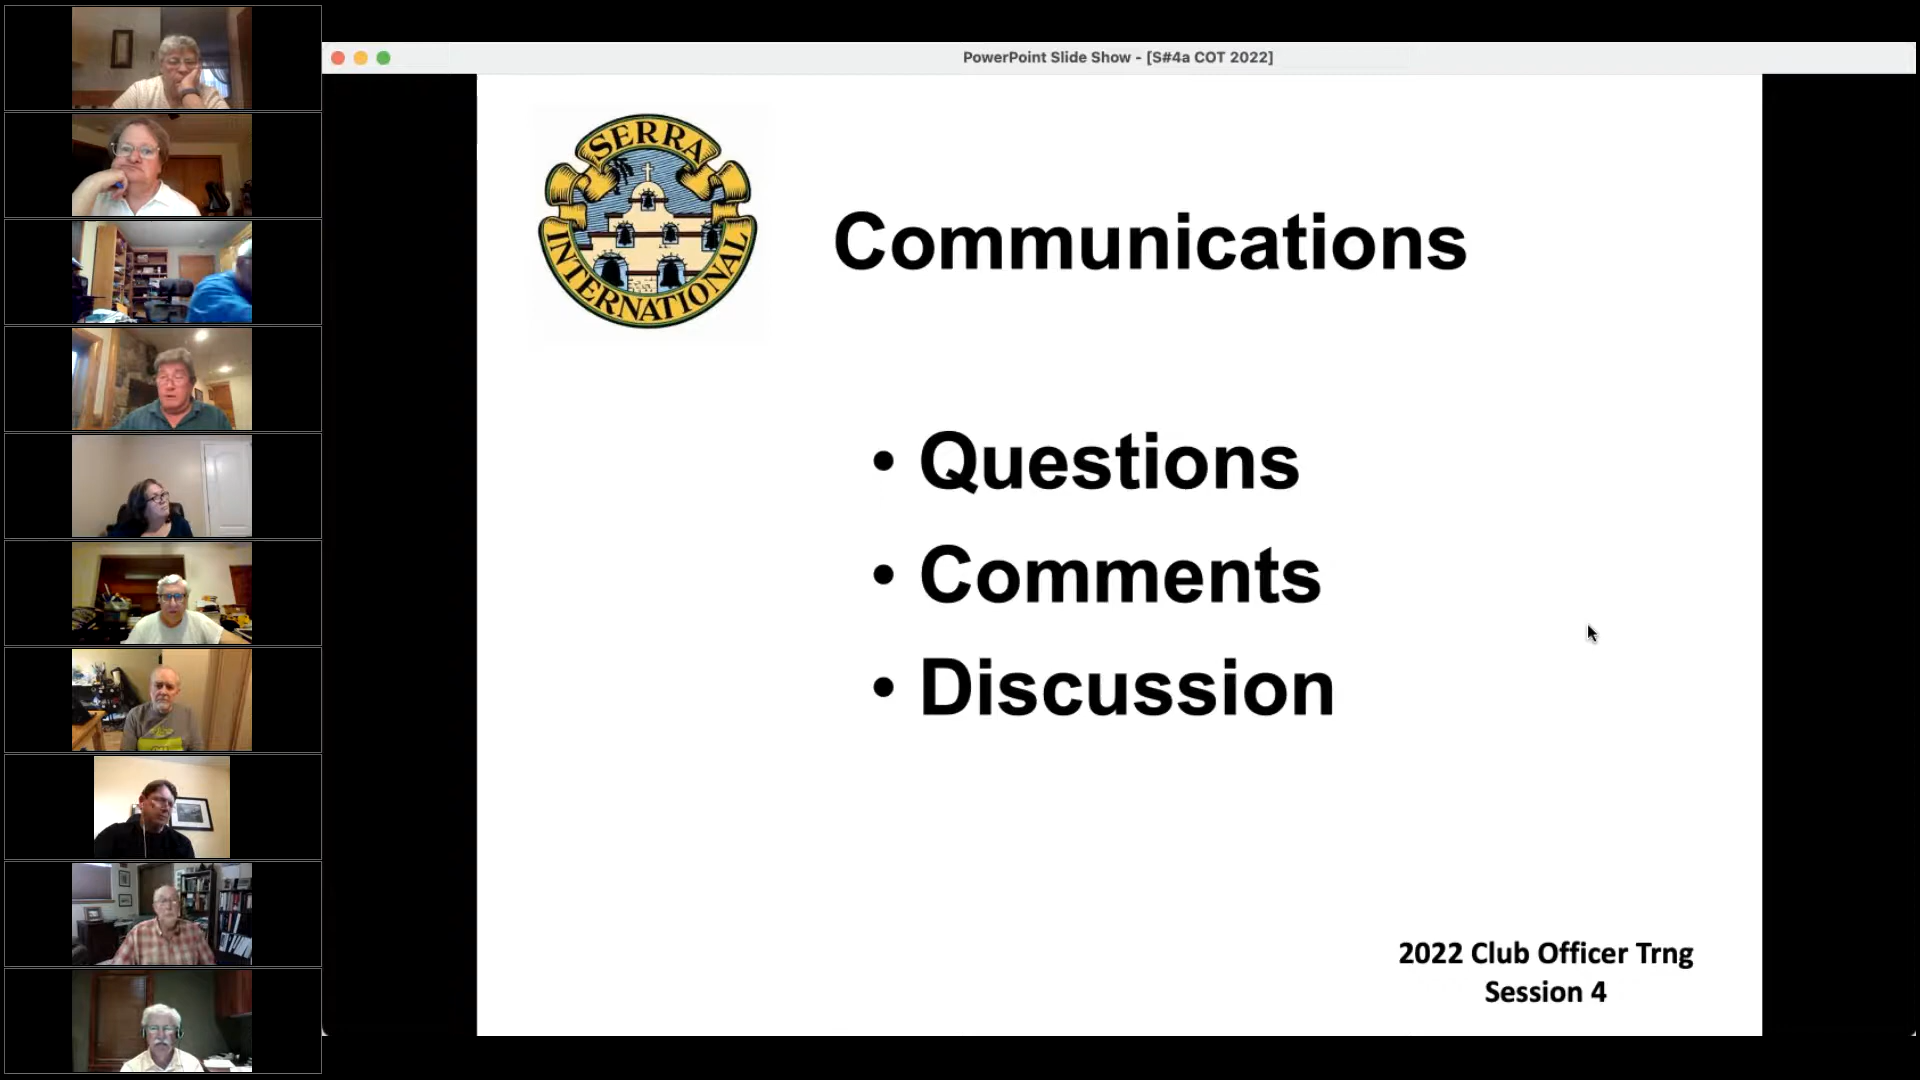 PowerPoint Slide Show - [S#4a COT 2022]
SERRA
INTERNATIONAL
Communications
• Questions
• Comments
• Discussion
2022 Club Officer Trng
Session 4